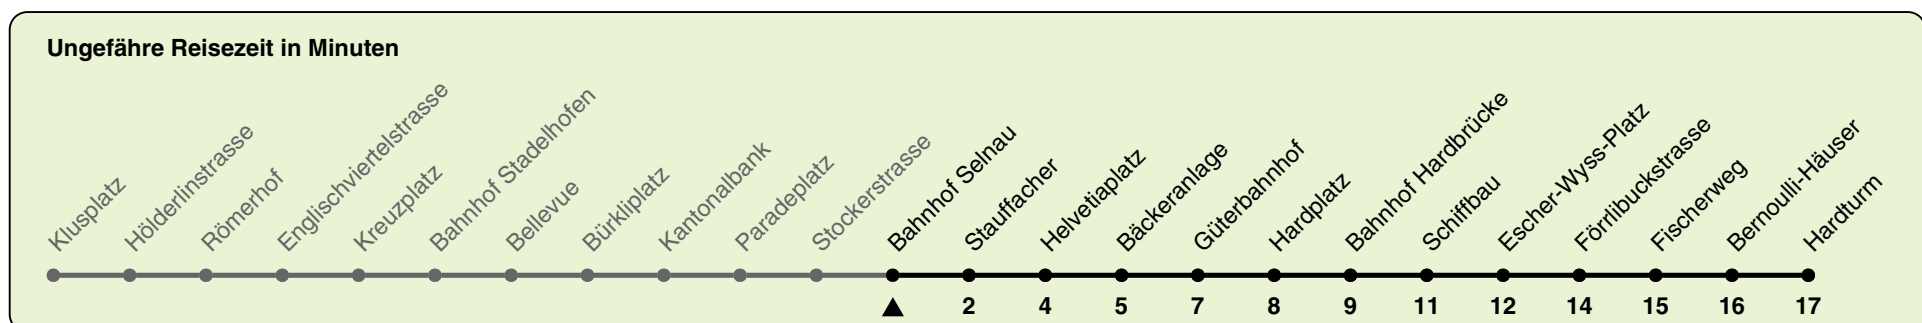 Ungefähre Reisezeit in Minuten
Klusplatz
Hölderlinstrasse
Römerhof
Englischviertelstrasse
Kreuzplatz
Bahnhof Stadelhofen
Bellevue
Bürkliplatz
Kantonalbank
Paradeplatz
Stockerstrasse
Bahnhof Selnau
Stauffacher
Helvetiaplatz
Bäckeranlage
Güterbahnhof
Hardplatz
Bahnhof Hardbrücke
Schiffbau
Escher-Wyss-Platz
Förrlibuckstrasse
Fischerweg
Bernoulli-Häuser
Hardturm
2 4 5 7 8 9 11 12 14 15 16 17